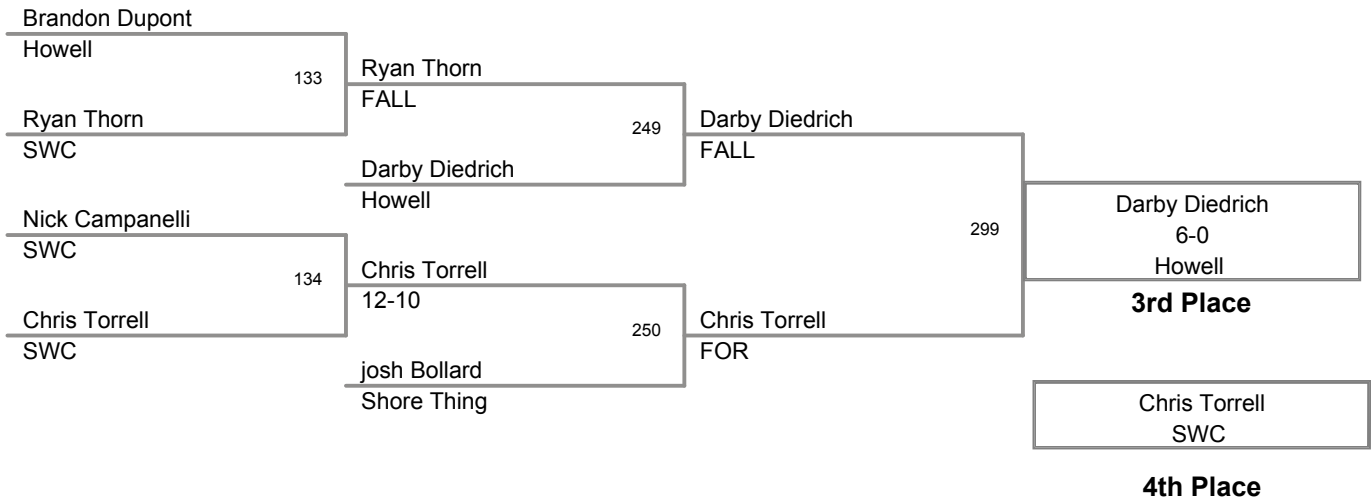 Brandon Dupont
Howell
133
Ryan Thorn
SWC
Nick Campanelli
SWC
134
Chris Torrell
SWC
Ryan Thorn
FALL
249
Darby Diedrich
Howell
Chris Torrell
12-10
250
josh Bollard
Shore Thing
Darby Diedrich
FALL
299
Chris Torrell
FOR
Darby Diedrich
6-0
Howell
3rd Place
Chris Torrell
SWC
4th Place